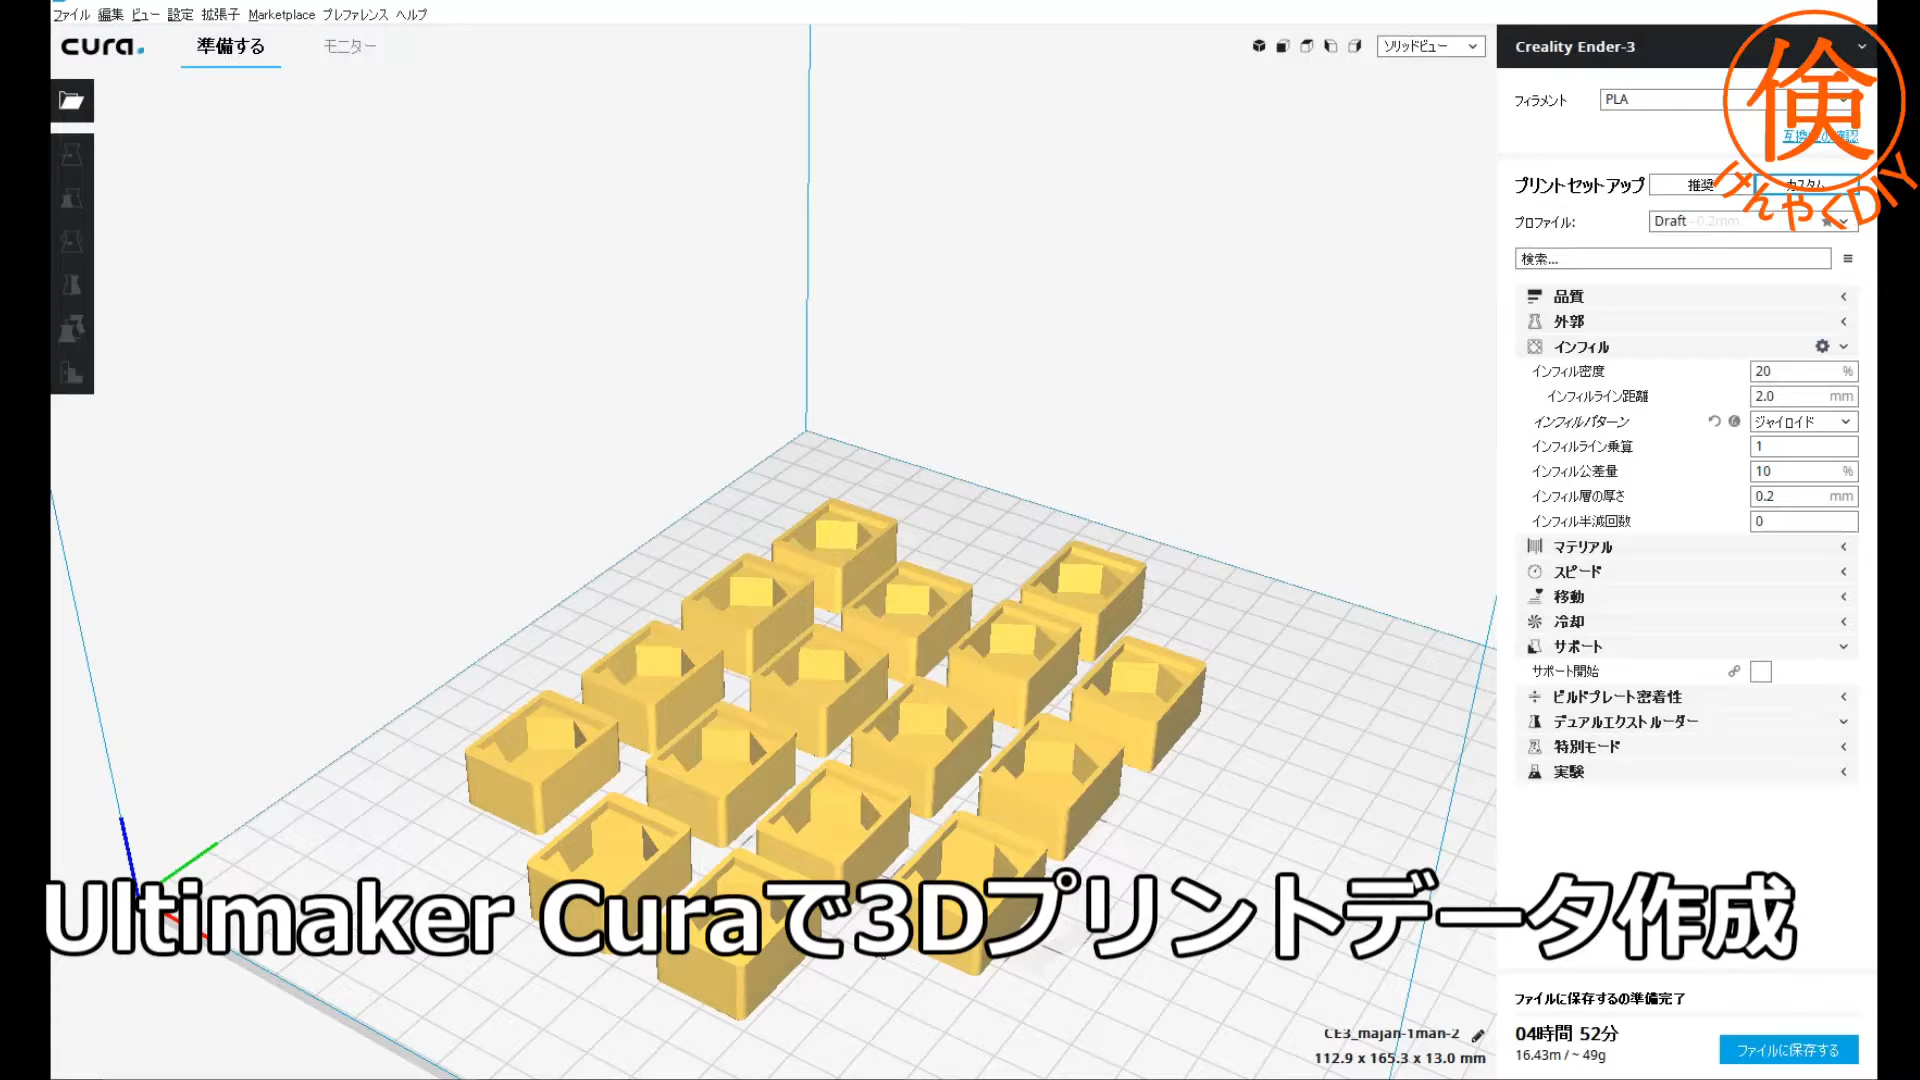 ファイル 編集 ビュー 設定 拡張子 Marketplace プレファレンス ヘルプ
cura.
準備する
モニター
ソリッドビュー
Creality Ender-3
フィラメント
PLA
プリントセットアップ
推奨
カスタム
プロファイル:
Draft - 0.2mm
倹
けんやくDIY
検索...
品質
外郭
インフィル
インフィル密度
20 %
インフィルライン距離
2.0 mm
インフィルパターン
ジャイロイド
インフィルライン乗算
1
インフィル公差量
10 %
インフィル層の厚さ
0.2 mm
インフィル半減回数
0
マテリアル
スピード
移動
冷却
サポート
サポート開始
ビルドプレート密着性
デュアルエクストルーダー
特別モード
実験
Ultimaker Curaで3Dプリントデータ作成
CE3_majan-1man-2
112.9 x 165.3 x 13.0 mm
ファイルに保存するの準備完了
04時間 52分
16.43m / ~ 49g
ファイルに保存する